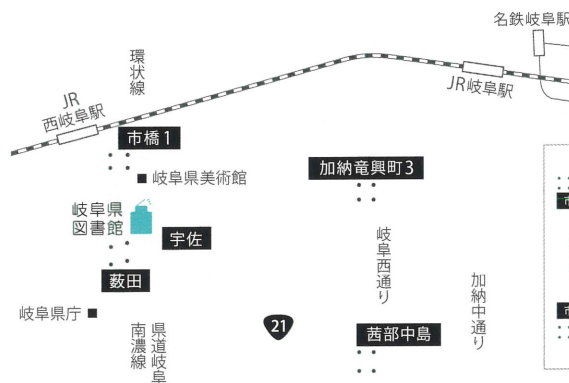 名鉄岐阜駅
環状線
JR岐阜駅
JR
西岐阜駅
市橋1
岐阜県美術館
加納竜興町3
岐阜県
図書館
宇佐
薮田
岐阜西通り
加納中通り
岐阜県庁
県道岐阜
南濃線
21
茜部中島